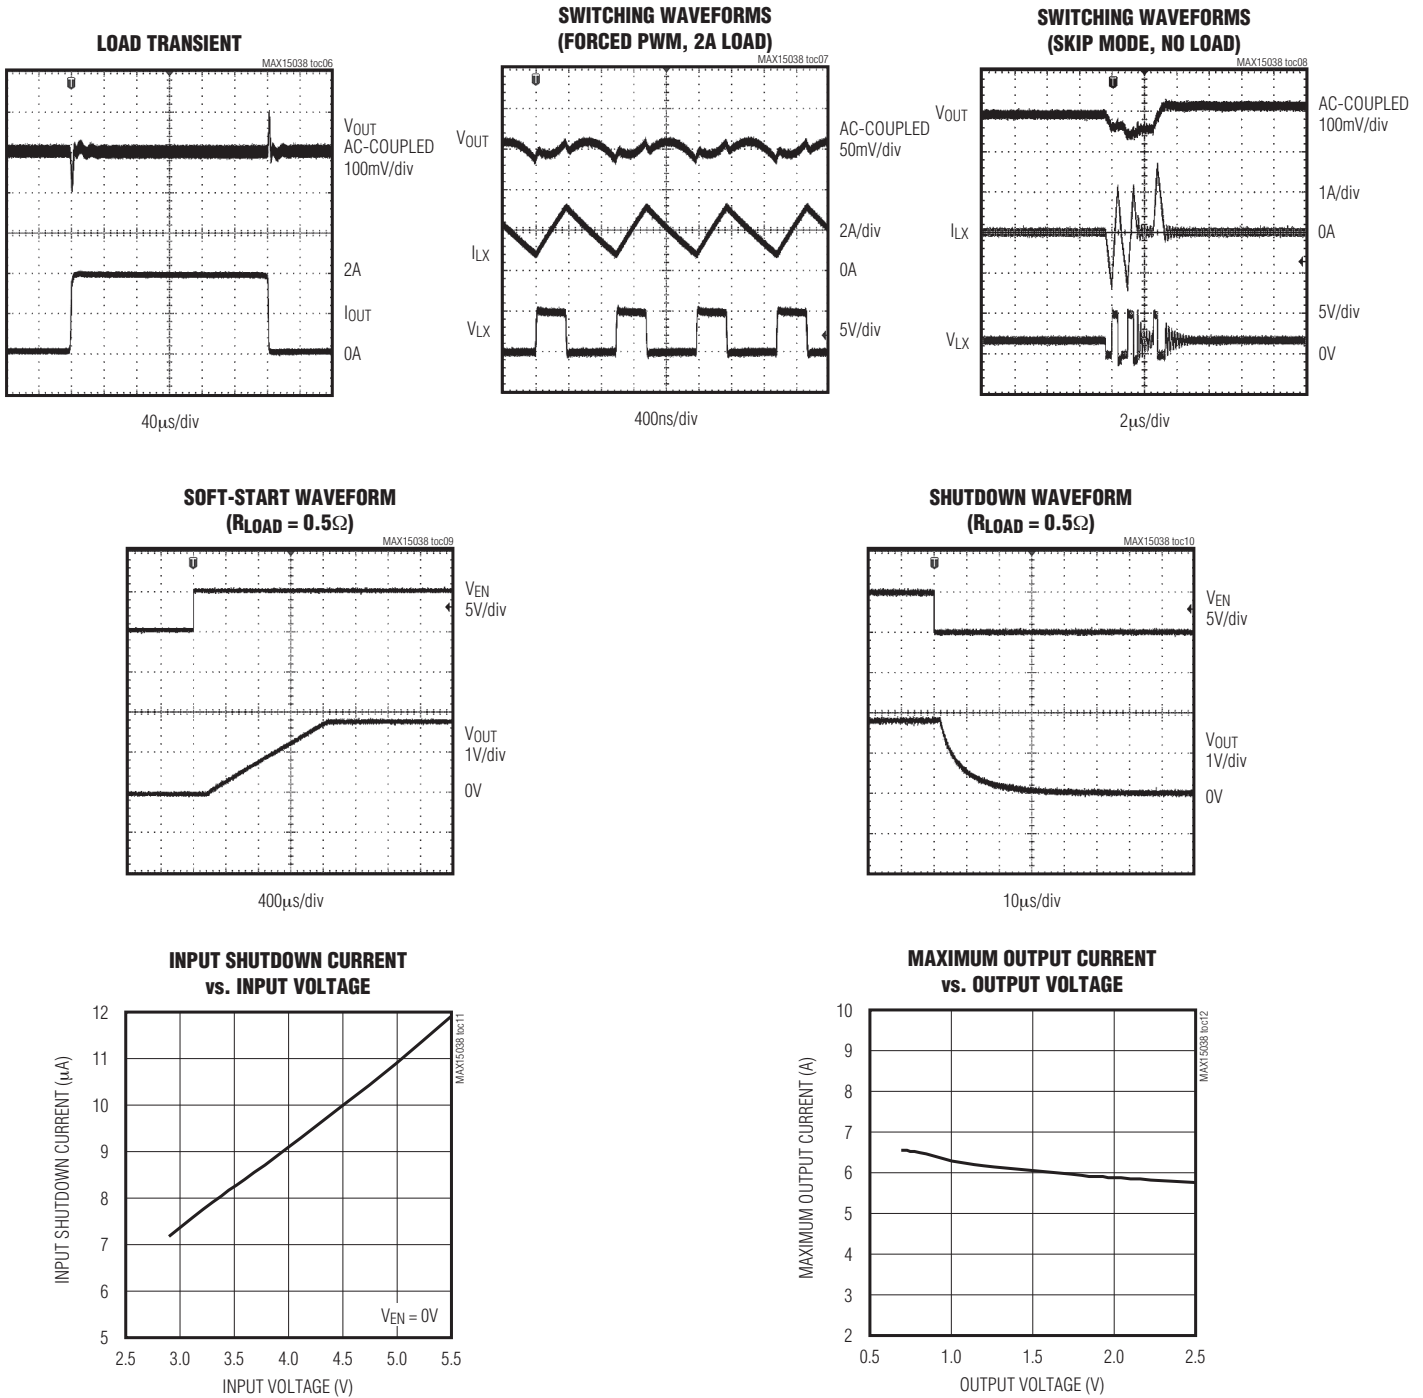 LOAD TRANSIENT
MAX15038 toc06
VOUT
AC-COUPLED
100mV/div
2A
IOUT
0A
40µs/div
SWITCHING WAVEFORMS
(FORCED PWM, 2A LOAD)
MAX15038 toc07
VOUT
AC-COUPLED
50mV/div
2A/div
ILX
0A
VLX
5V/div
400ns/div
SWITCHING WAVEFORMS
(SKIP MODE, NO LOAD)
MAX15038 toc08
VOUT
AC-COUPLED
100mV/div
1A/div
ILX
0A
5V/div
VLX
0V
2µs/div
SOFT-START WAVEFORM
(RLOAD = 0.5Ω)
MAX15038 toc09
VEN
5V/div
VOUT
1V/div
0V
400µs/div
SHUTDOWN WAVEFORM
(RLOAD = 0.5Ω)
MAX15038 toc10
VEN
5V/div
VOUT
1V/div
0V
10µs/div
INPUT SHUTDOWN CURRENT
vs. INPUT VOLTAGE
MAX15038 toc11
INPUT SHUTDOWN CURRENT (µA)
12
11
10
9
8
7
6
5
VEN = 0V
2.5 3.0 3.5 4.0 4.5 5.0 5.5
INPUT VOLTAGE (V)
MAXIMUM OUTPUT CURRENT
vs. OUTPUT VOLTAGE
MAX15038 toc12
MAXIMUM OUTPUT CURRENT (A)
10
9
8
7
6
5
4
3
2
0.5 1.0 1.5 2.0 2.5
OUTPUT VOLTAGE (V)